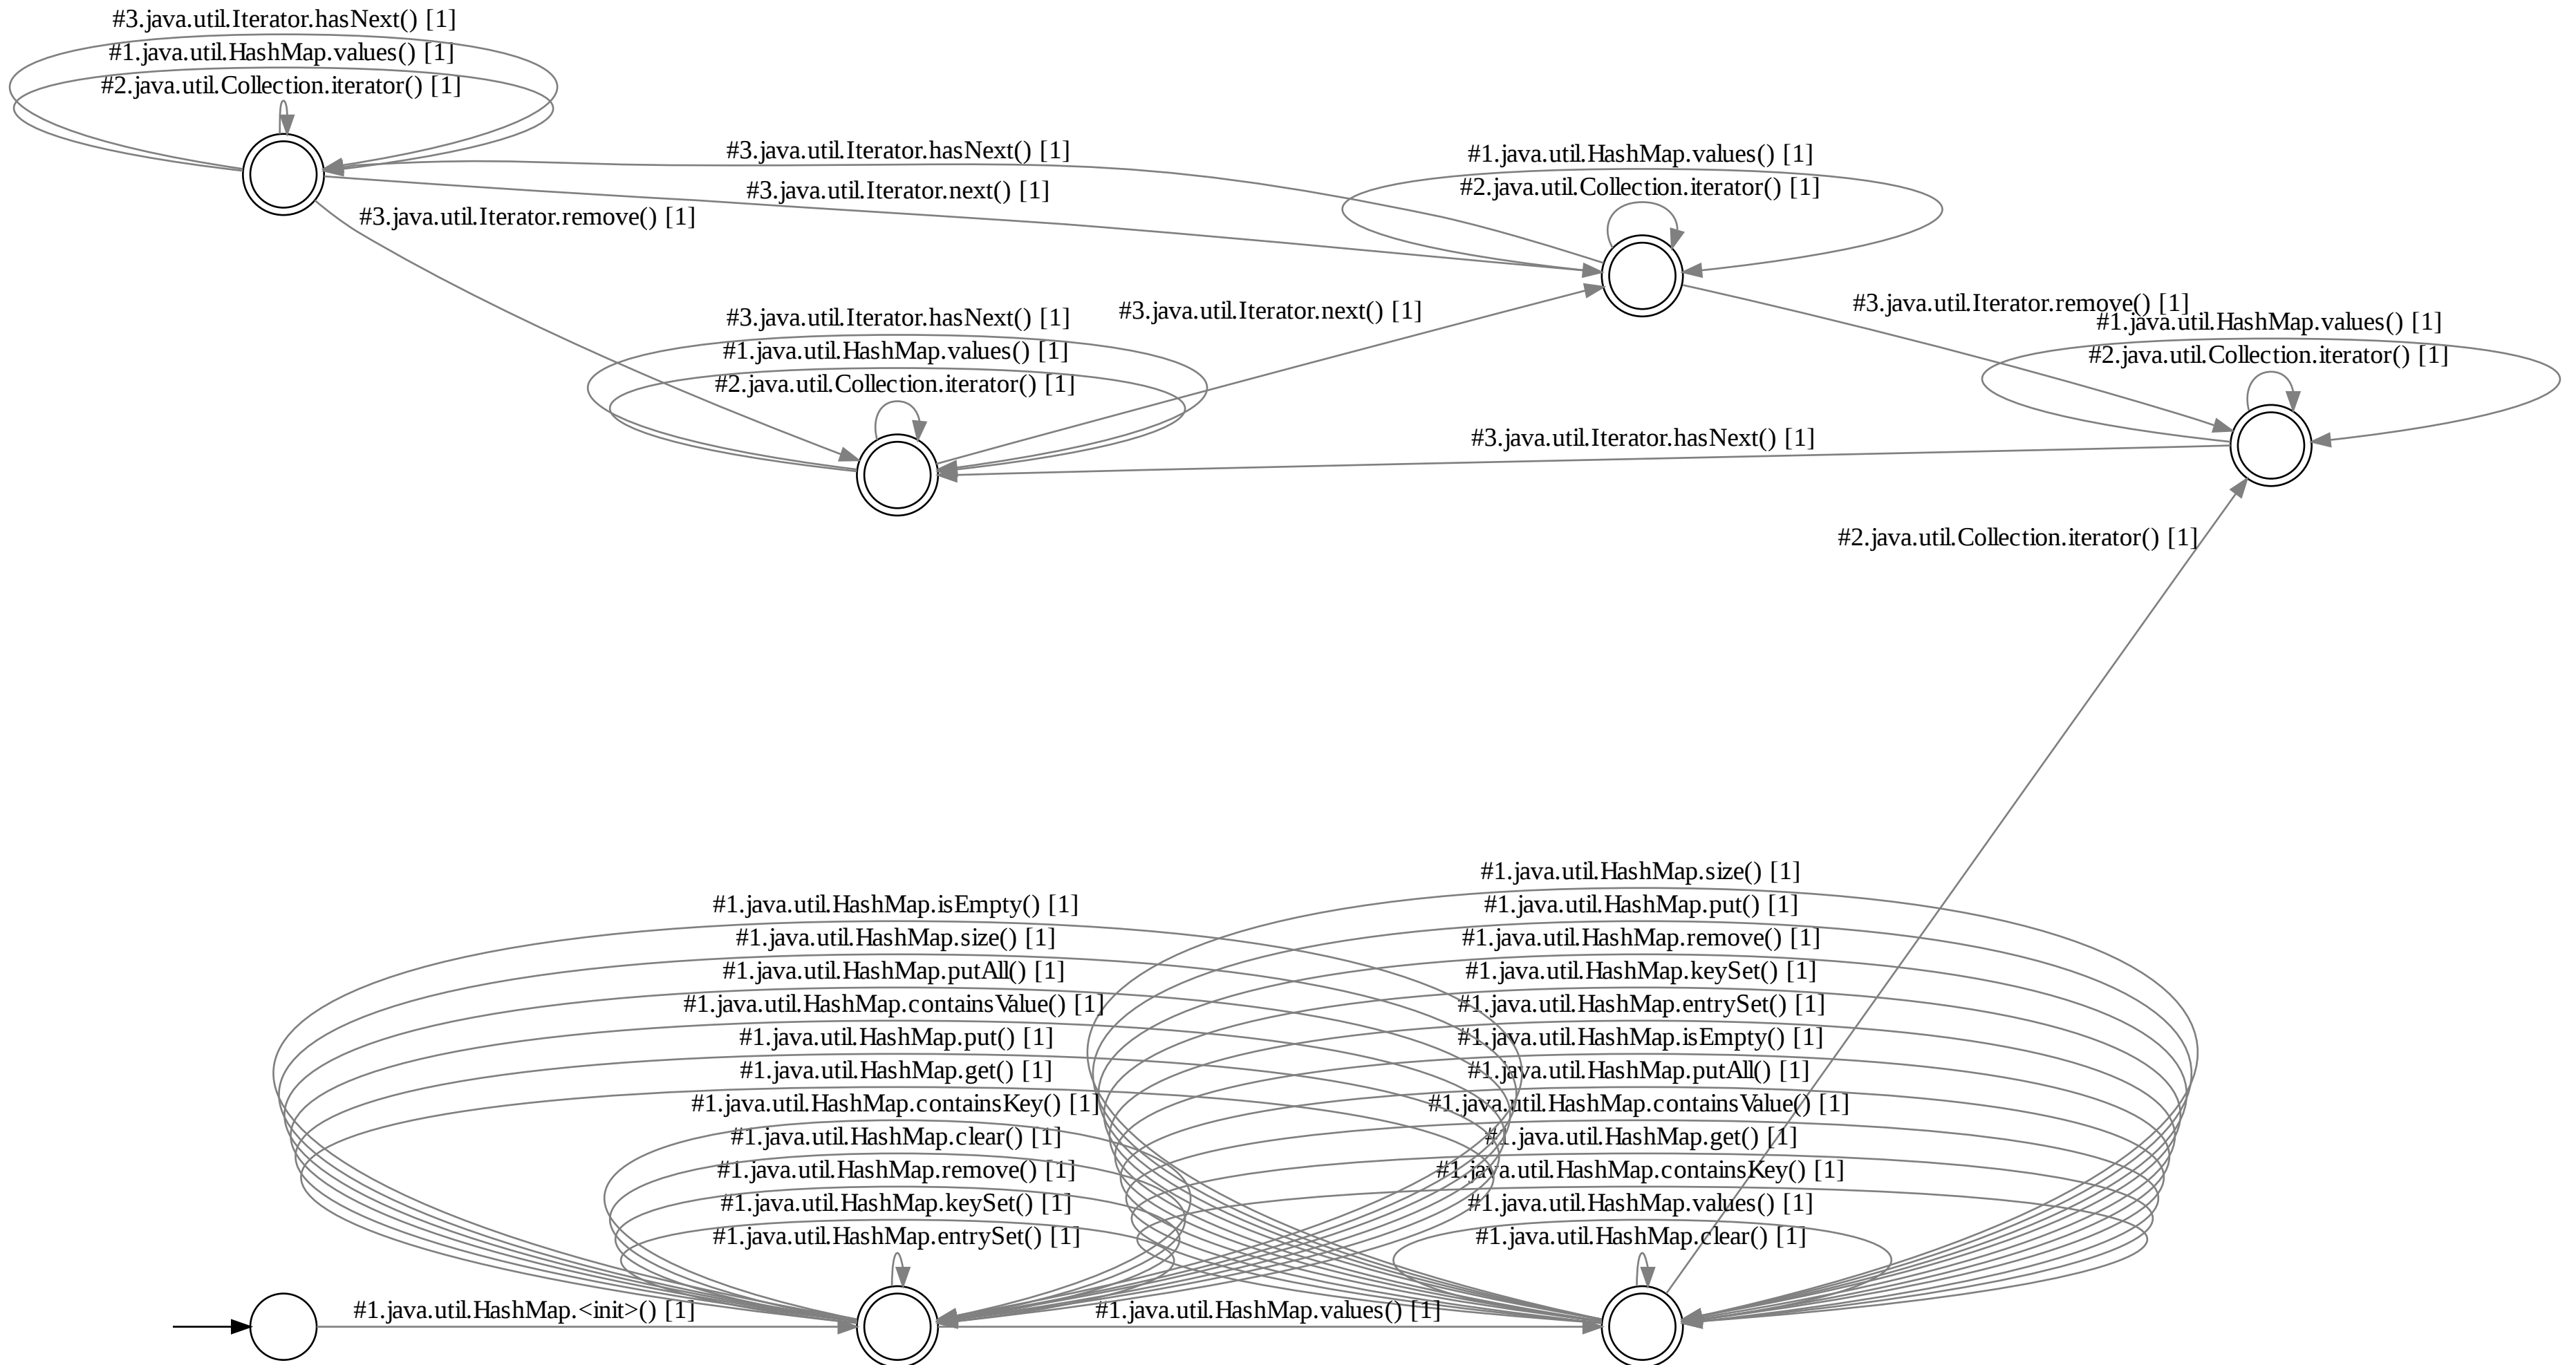 #3.java.util.Iterator.hasNext() [1]
#1.java.util.HashMap.values() [1]
#2.java.util.Collection.iterator() [1]
#3.java.util.Iterator.hasNext() [1]
#3.java.util.Iterator.next() [1]
#3.java.util.Iterator.remove() [1]
#1.java.util.HashMap.values() [1]
#2.java.util.Collection.iterator() [1]
#3.java.util.Iterator.hasNext() [1]
#1.java.util.HashMap.values() [1]
#2.java.util.Collection.iterator() [1]
#3.java.util.Iterator.next() [1]
#3.java.util.Iterator.remove() [1]
#1.java.util.HashMap.values() [1]
#2.java.util.Collection.iterator() [1]
#3.java.util.Iterator.hasNext() [1]
#2.java.util.Collection.iterator() [1]
#1.java.util.HashMap.isEmpty() [1]
#1.java.util.HashMap.size() [1]
#1.java.util.HashMap.putAll() [1]
#1.java.util.HashMap.containsValue() [1]
#1.java.util.HashMap.put() [1]
#1.java.util.HashMap.get() [1]
#1.java.util.HashMap.containsKey() [1]
#1.java.util.HashMap.clear() [1]
#1.java.util.HashMap.remove() [1]
#1.java.util.HashMap.keySet() [1]
#1.java.util.HashMap.entrySet() [1]
#1.java.util.HashMap.size() [1]
#1.java.util.HashMap.put() [1]
#1.java.util.HashMap.remove() [1]
#1.java.util.HashMap.keySet() [1]
#1.java.util.HashMap.entrySet() [1]
#1.java.util.HashMap.isEmpty() [1]
#1.java.util.HashMap.putAll() [1]
#1.java.util.HashMap.containsValue() [1]
#1.java.util.HashMap.get() [1]
#1.java.util.HashMap.containsKey() [1]
#1.java.util.HashMap.values() [1]
#1.java.util.HashMap.clear() [1]
#1.java.util.HashMap.<init>() [1]
#1.java.util.HashMap.values() [1]